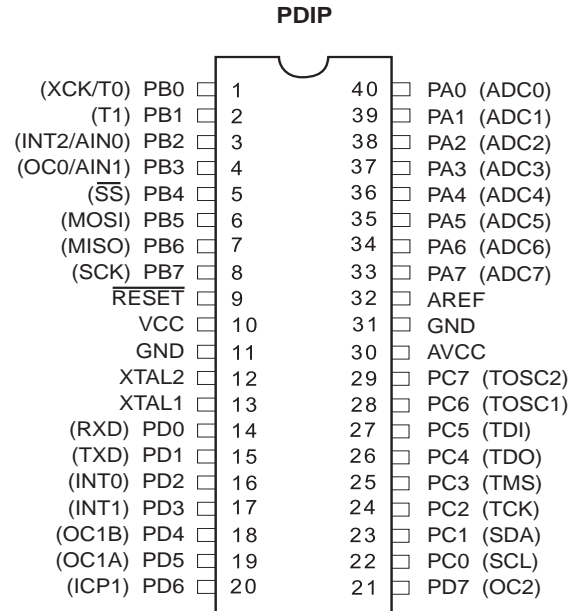 PDIP
(XCK/T0) PB0 1 40 PA0 (ADC0)
(T1) PB1 2 39 PA1 (ADC1)
(INT2/AIN0) PB2 3 38 PA2 (ADC2)
(OC0/AIN1) PB3 4 37 PA3 (ADC3)
(S̅S̅) PB4 5 36 PA4 (ADC4)
(MOSI) PB5 6 35 PA5 (ADC5)
(MISO) PB6 7 34 PA6 (ADC6)
(SCK) PB7 8 33 PA7 (ADC7)
R̅E̅S̅E̅T̅ 9 32 AREF
VCC 10 31 GND
GND 11 30 AVCC
XTAL2 12 29 PC7 (TOSC2)
XTAL1 13 28 PC6 (TOSC1)
(RXD) PD0 14 27 PC5 (TDI)
(TXD) PD1 15 26 PC4 (TDO)
(INT0) PD2 16 25 PC3 (TMS)
(INT1) PD3 17 24 PC2 (TCK)
(OC1B) PD4 18 23 PC1 (SDA)
(OC1A) PD5 19 22 PC0 (SCL)
(ICP1) PD6 20 21 PD7 (OC2)